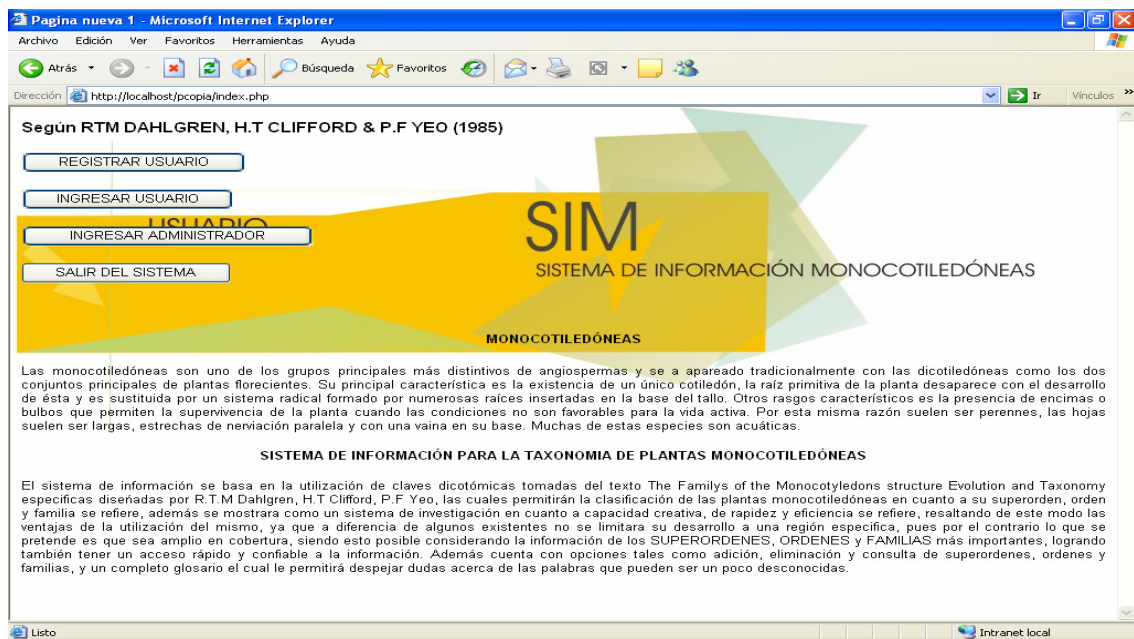 Pagina nueva 1 - Microsoft Internet Explorer
Archivo Edición Ver Favoritos Herramientas Ayuda
Atrás Búsqueda Favoritos
Dirección http://localhost/pcopia/index.php Ir Vínculos »
Según RTM DAHLGREN, H.T CLIFFORD & P.F YEO (1985)
REGISTRAR USUARIO
INGRESAR USUARIO
USUARIO
INGRESAR ADMINISTRADOR
SALIR DEL SISTEMA
SIM
SISTEMA DE INFORMACIÓN MONOCOTILEDÓNEAS
MONOCOTILEDÓNEAS
Las monocotiledóneas son uno de los grupos principales más distintivos de angiospermas y se a apareado tradicionalmente con las dicotiledóneas como los dos
conjuntos principales de plantas florecientes. Su principal característica es la existencia de un único cotiledón, la raíz primitiva de la planta desaparece con el desarrollo
de ésta y es sustituida por un sistema radical formado por numerosas raíces insertadas en la base del tallo. Otros rasgos característicos es la presencia de encimas o
bulbos que permiten la supervivencia de la planta cuando las condiciones no son favorables para la vida activa. Por esta misma razón suelen ser perennes, las hojas
suelen ser largas, estrechas de nerviación paralela y con una vaina en su base. Muchas de estas especies son acuáticas.
SISTEMA DE INFORMACIÓN PARA LA TAXONOMIA DE PLANTAS MONOCOTILEDÓNEAS
El sistema de información se basa en la utilización de claves dicotómicas tomadas del texto The Familys of the Monocotyledons structure Evolution and Taxonomy
especificas diseñadas por R.T.M Dahlgren, H.T Clifford, P.F Yeo, las cuales permitirán la clasificación de las plantas monocotiledóneas en cuanto a su superorden, orden
y familia se refiere, además se mostrara como un sistema de investigación en cuanto a capacidad creativa, de rapidez y eficiencia se refiere, resaltando de este modo las
ventajas de la utilización del mismo, ya que a diferencia de algunos existentes no se limitara su desarrollo a una región especifica, pues por el contrario lo que se
pretende es que sea amplio en cobertura, siendo esto posible considerando la información de los SUPERORDENES, ORDENES y FAMILIAS más importantes, logrando
también tener un acceso rápido y confiable a la información. Además cuenta con opciones tales como adición, eliminación y consulta de superordenes, ordenes y
familias, y un completo glosario el cual le permitirá despejar dudas acerca de las palabras que pueden ser un poco desconocidas.
Listo Intranet local